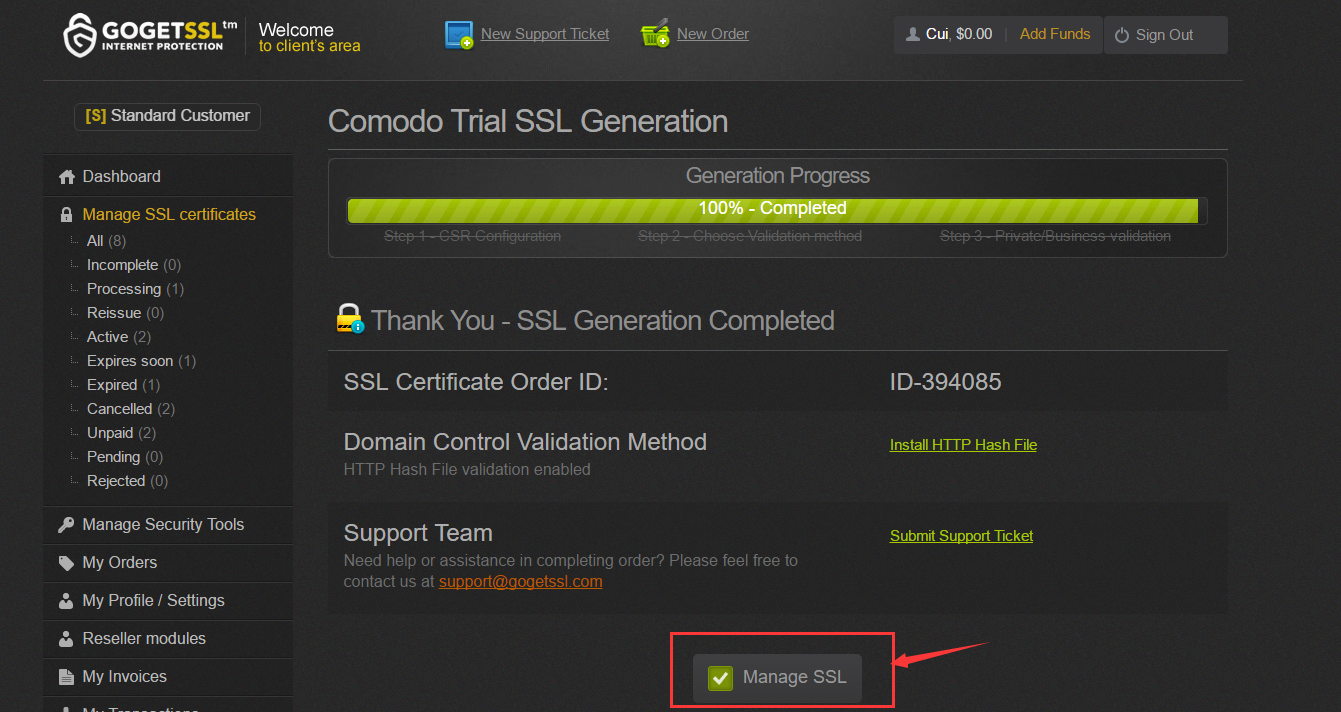 GOGETSSL™
INTERNET PROTECTION
Welcome
to client's area
New Support Ticket
New Order
Cui, $0.00 | Add Funds
Sign Out
[S] Standard Customer
Dashboard
Manage SSL certificates
All (8)
Incomplete (0)
Processing (1)
Reissue (0)
Active (2)
Expires soon (1)
Expired (1)
Cancelled (2)
Unpaid (2)
Pending (0)
Rejected (0)
Manage Security Tools
My Orders
My Profile / Settings
Reseller modules
My Invoices
My Transactions
Comodo Trial SSL Generation
Generation Progress
100% - Completed
Step 1 - CSR Configuration
Step 2 - Choose Validation method
Step 3 - Private/Business validation
Thank You - SSL Generation Completed
SSL Certificate Order ID:
ID-394085
Domain Control Validation Method
HTTP Hash File validation enabled
Install HTTP Hash File
Support Team
Need help or assistance in completing order? Please feel free to
contact us at support@gogetssl.com
Submit Support Ticket
Manage SSL